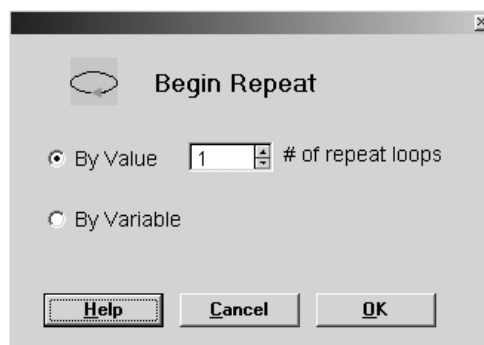 Begin Repeat
By Value 1 # of repeat loops
By Variable
Help Cancel OK